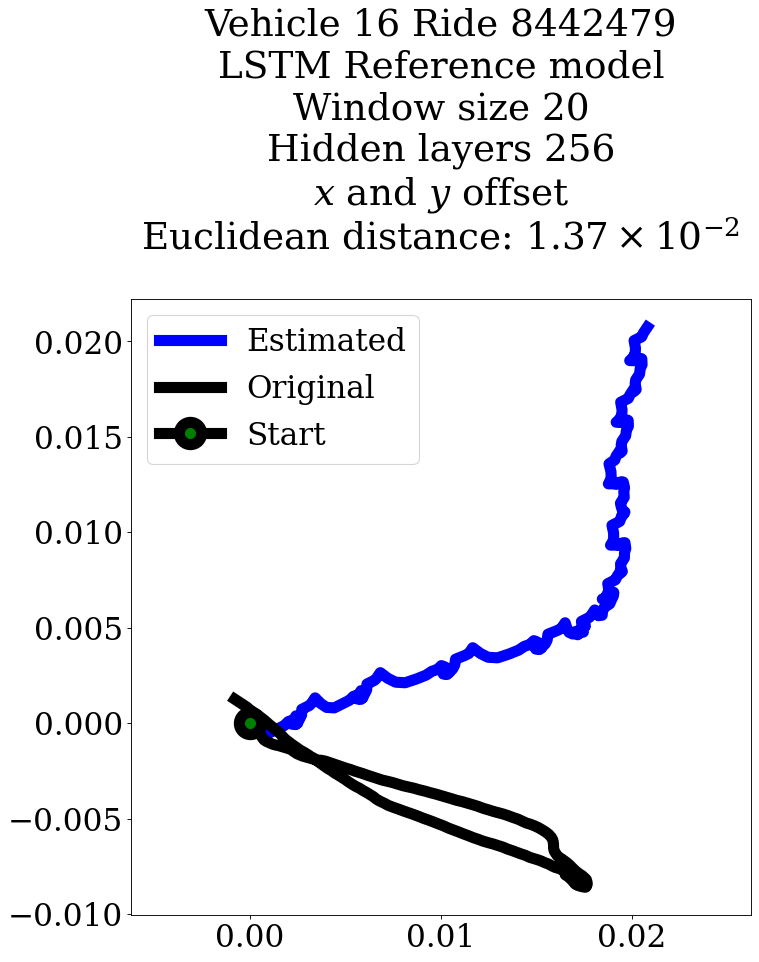 Vehicle 16 Ride 8442479
LSTM Reference model
Window size 20
Hidden layers 256
x and y offset
Euclidean distance: 1.37 × 10⁻²
Estimated
Original
Start
0.020
0.015
0.010
0.005
0.000
−0.005
−0.010
0.00 0.01 0.02